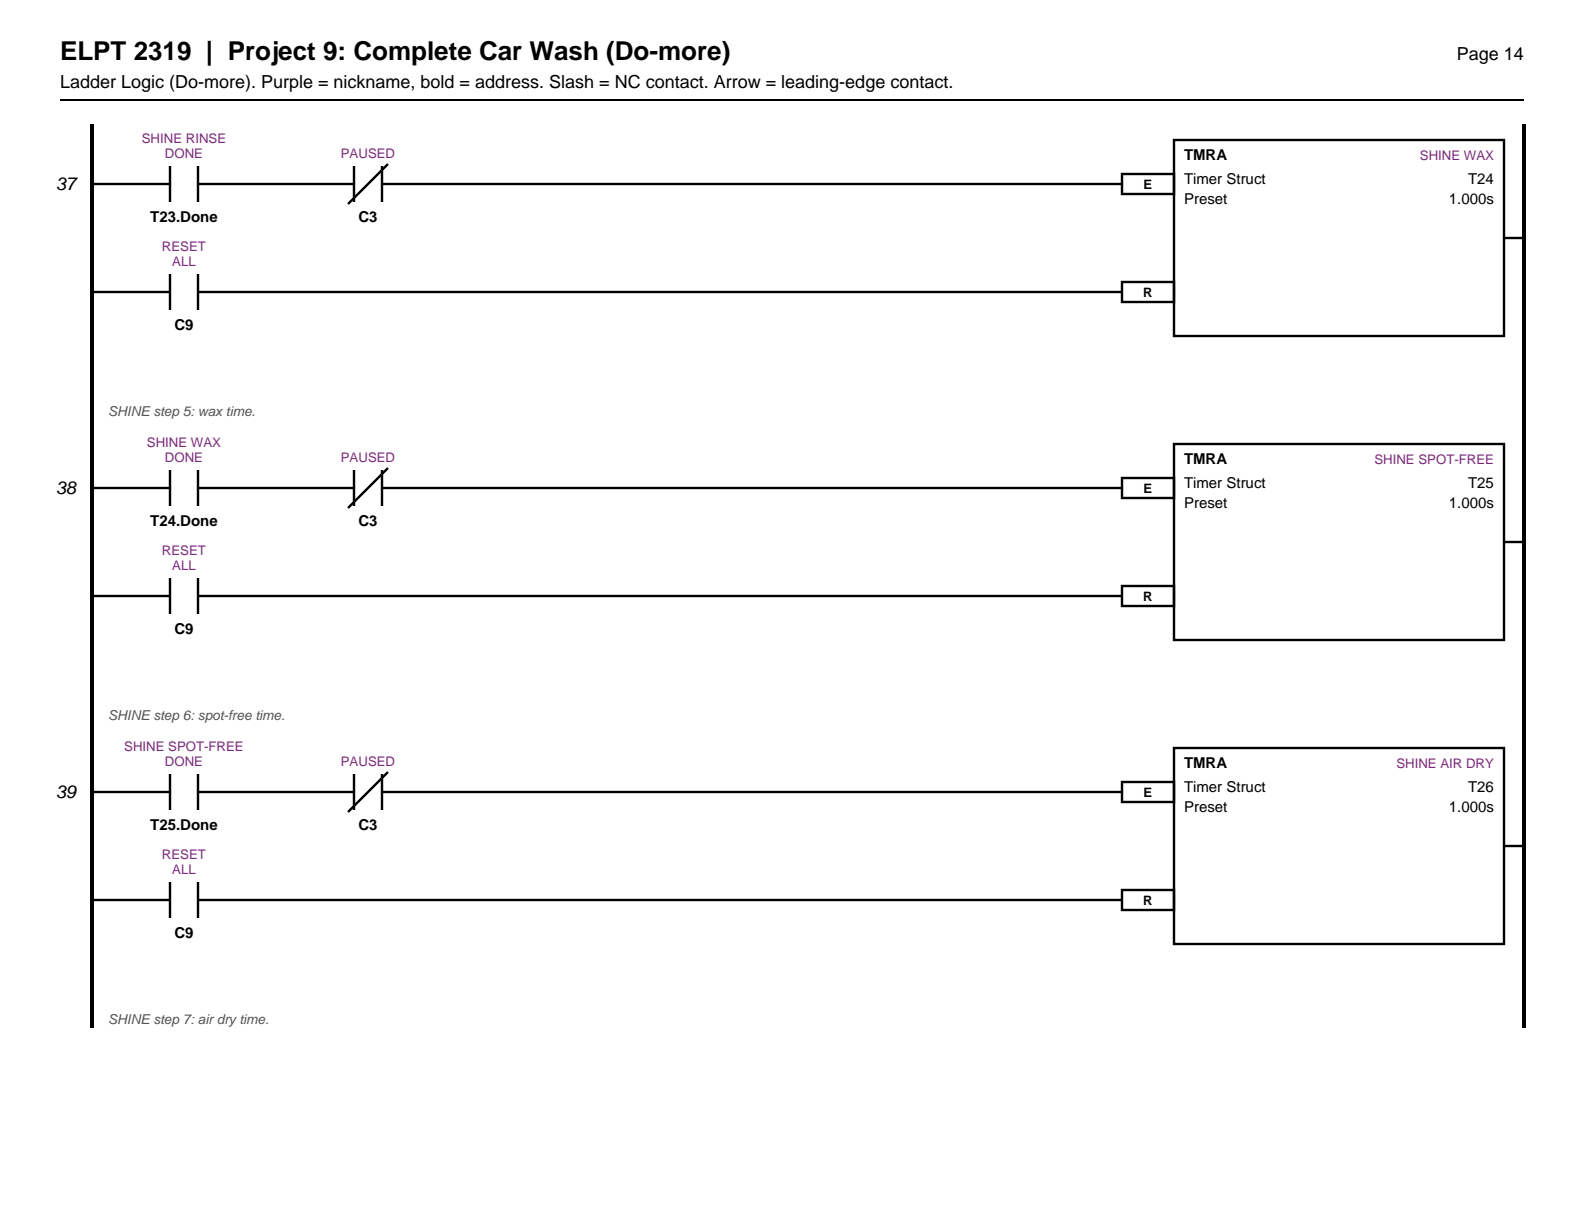 ELPT 2319 | Project 9: Complete Car Wash (Do-more)
Page 14
Ladder Logic (Do-more). Purple = nickname, bold = address. Slash = NC contact. Arrow = leading-edge contact.
37
SHINE RINSE
DONE
T23.Done
PAUSED
C3
E
TMRA SHINE WAX
Timer Struct T24
Preset 1.000s
RESET
ALL
C9
R
SHINE step 5: wax time.
38
SHINE WAX
DONE
T24.Done
PAUSED
C3
E
TMRA SHINE SPOT-FREE
Timer Struct T25
Preset 1.000s
RESET
ALL
C9
R
SHINE step 6: spot-free time.
39
SHINE SPOT-FREE
DONE
T25.Done
PAUSED
C3
E
TMRA SHINE AIR DRY
Timer Struct T26
Preset 1.000s
RESET
ALL
C9
R
SHINE step 7: air dry time.